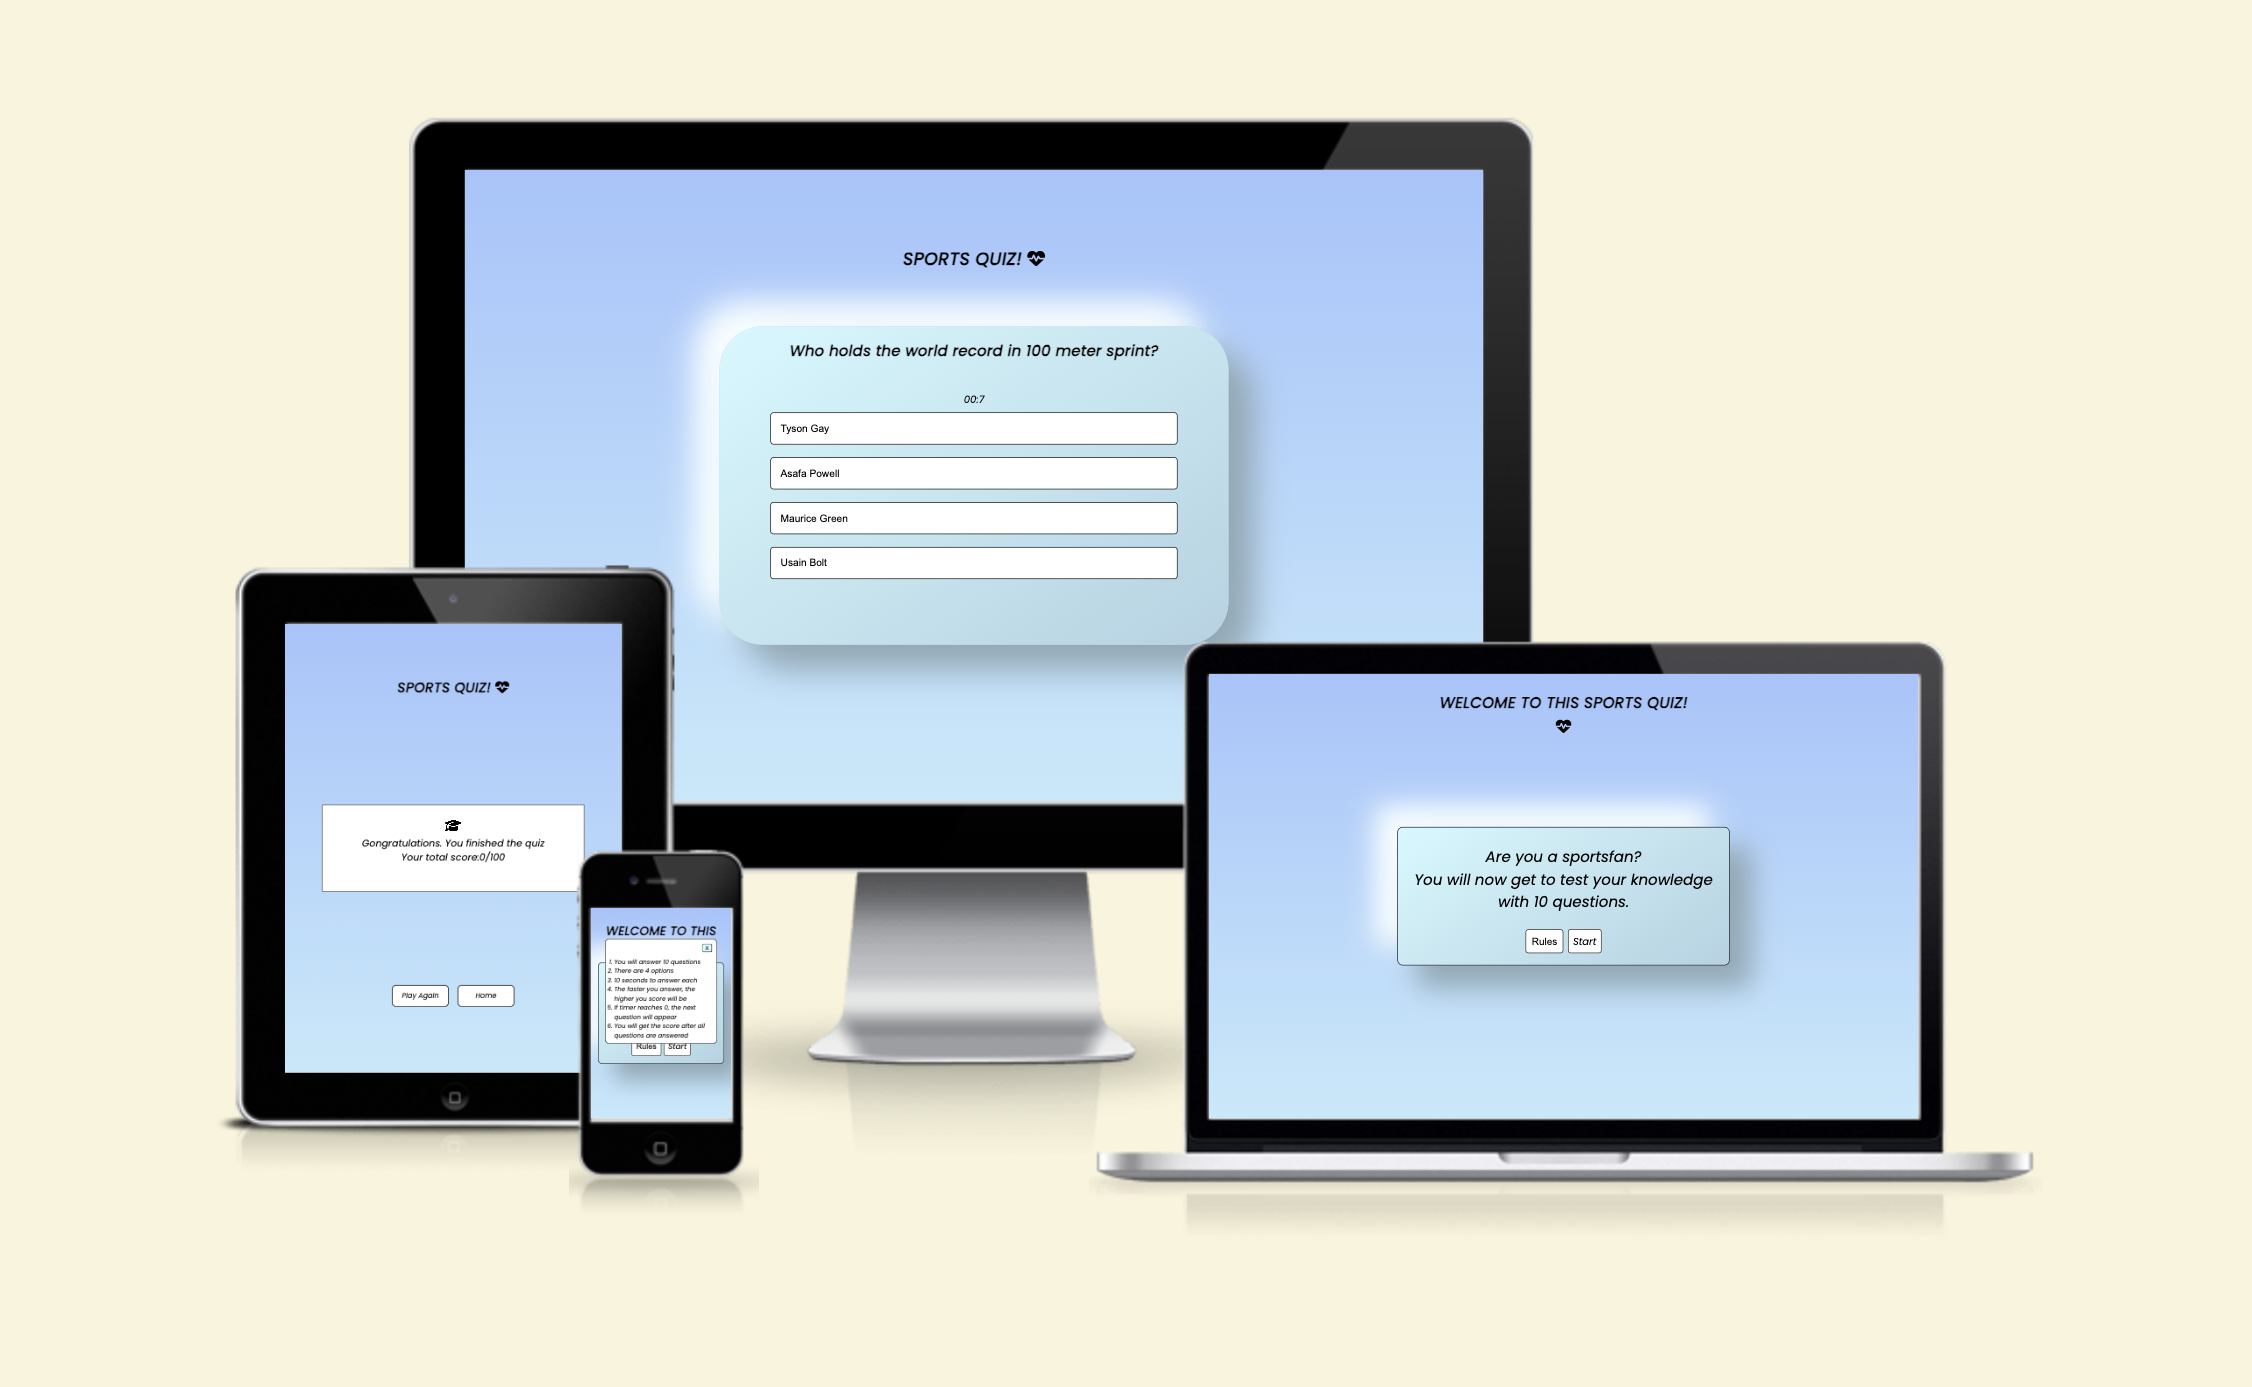 SPORTS QUIZ!
Who holds the world record in 100 meter sprint?
00:7
Tyson Gay
Asafa Powell
Maurice Green
Usain Bolt
SPORTS QUIZ!
Gongratulations. You finished the quiz
Your total score:0/100
Play Again
Home
WELCOME TO THIS
x
1. You will answer 10 questions
2. There are 4 options
3. 10 seconds to answer each
4. The faster you answer, the
higher you score will be
5. If timer reaches 0, the next
question will appear
6. You will get the score after all
questions are answered
Rules
Start
WELCOME TO THIS SPORTS QUIZ!
Are you a sportsfan?
You will now get to test your knowledge
with 10 questions.
Rules
Start